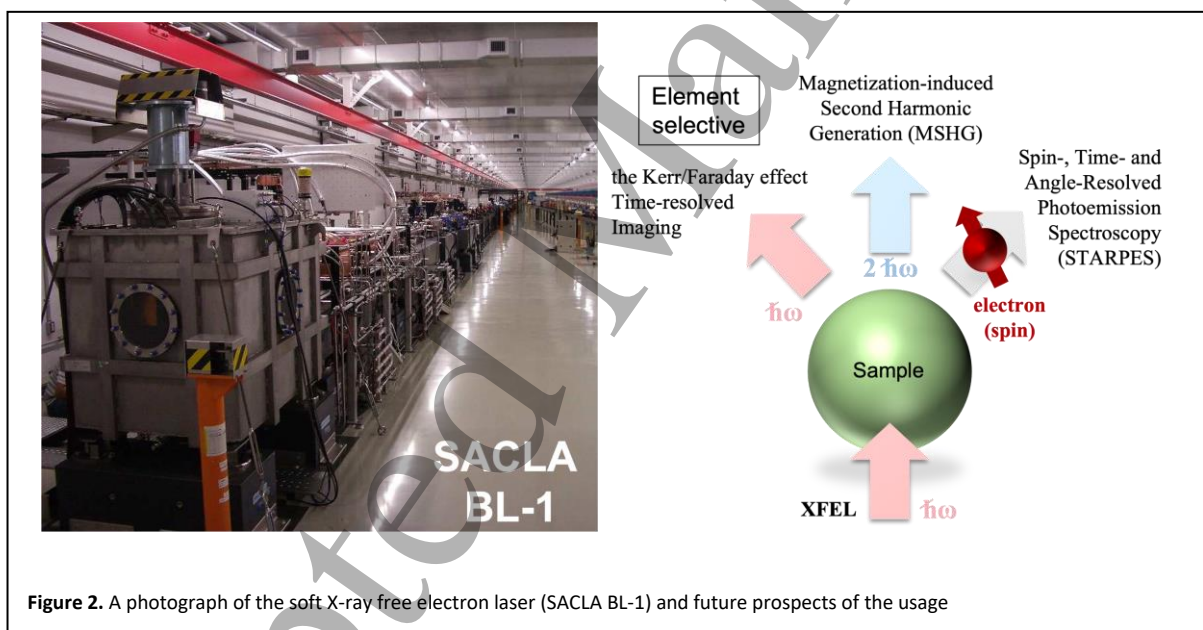 SACLA
BL-1
Element
selective
Magnetization-induced
Second Harmonic
Generation (MSHG)
the Kerr/Faraday effect
Time-resolved
Imaging
Spin-, Time- and
Angle-Resolved
Photoemission
Spectroscopy
(STARPES)
2 ħω
ħω
electron
(spin)
Sample
XFEL
ħω
Figure 2. A photograph of the soft X-ray free electron laser (SACLA BL-1) and future prospects of the usage